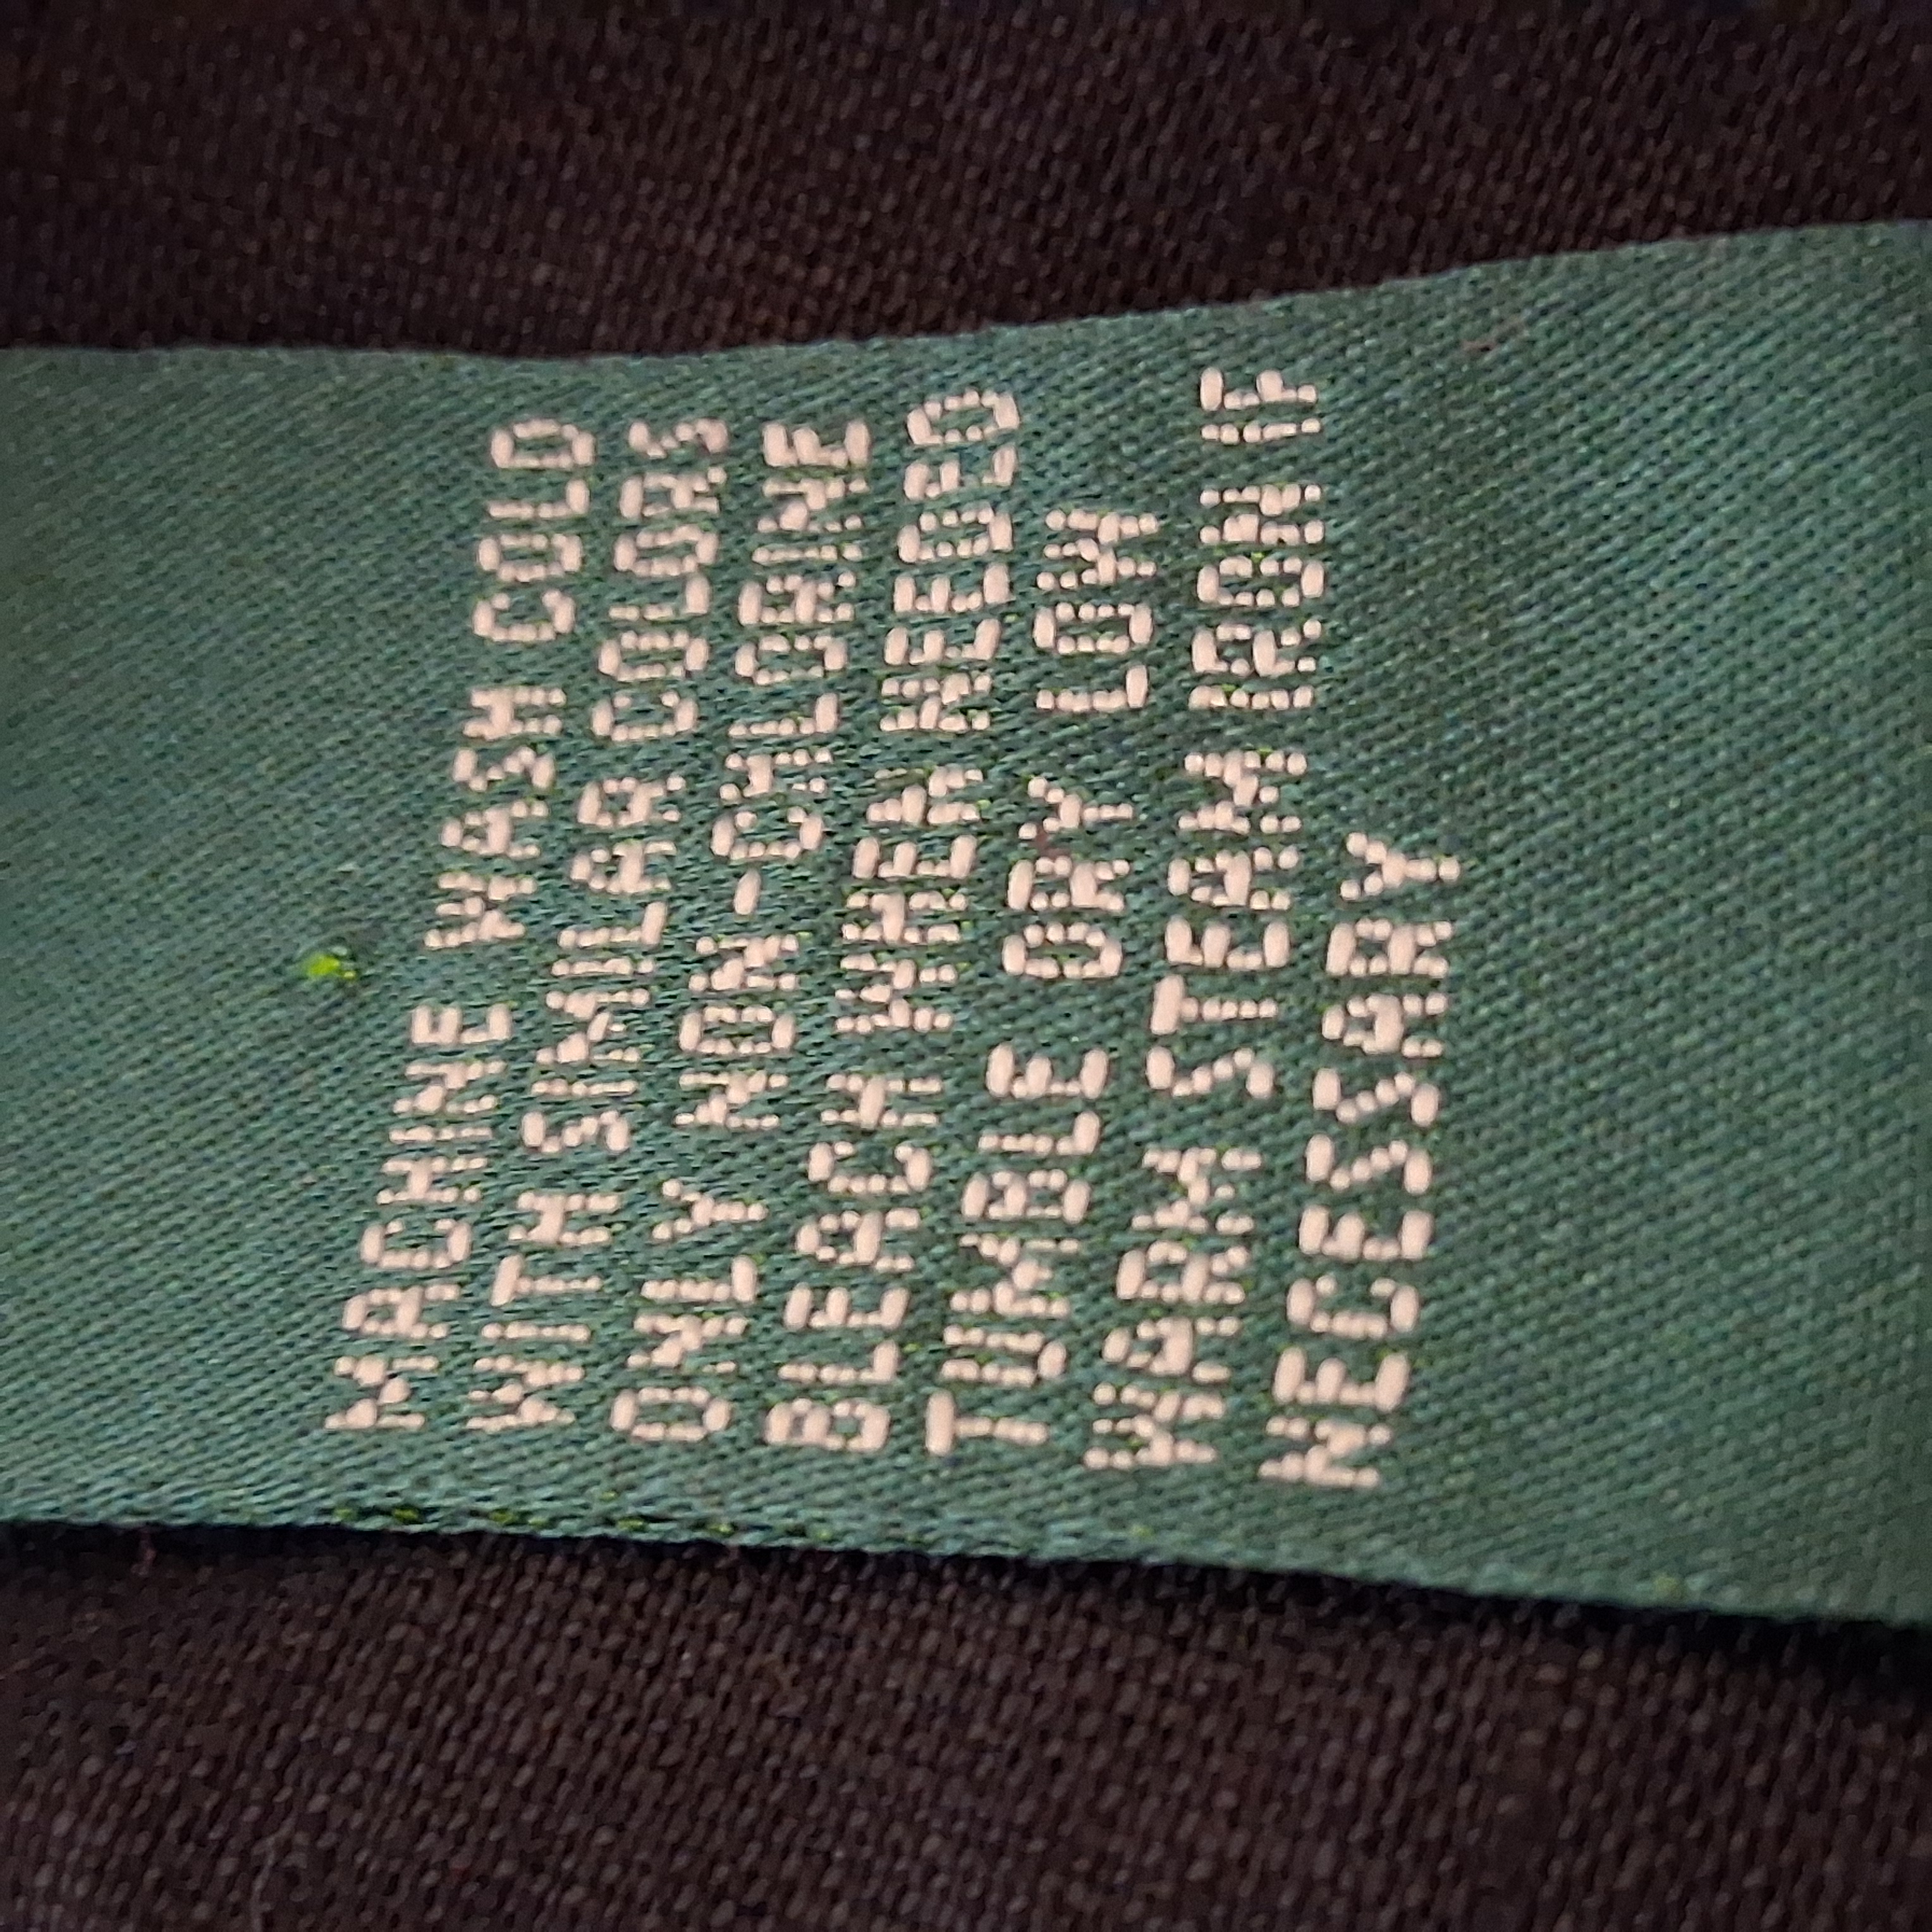 MACHINE WASH COLD
WITH SIMILAR COLORS
ONLY NON-CHLORINE
BLEACH WHEN NEEDED
TUMBLE DRY LOW
WARM STEAM IRON IF
NECESSARY